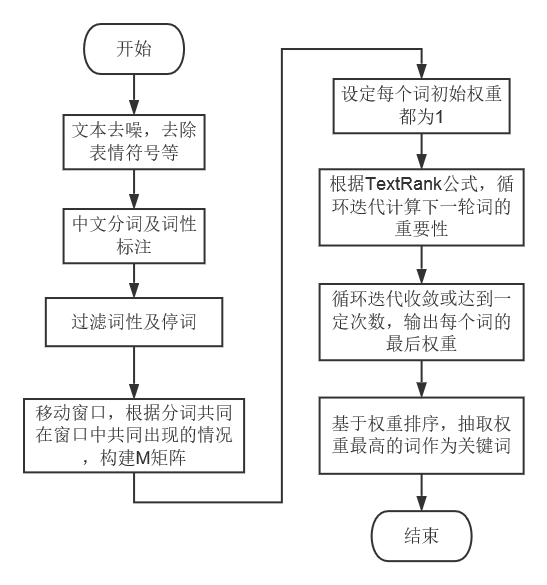 开始
文本去噪，去除
表情符号等
中文分词及词性
标注
过滤词性及停词
移动窗口，根据分词共同
在窗口中共同出现的情况
，构建M矩阵
设定每个词初始权重
都为1
根据TextRank公式，循
环迭代计算下一轮词的
重要性
循环迭代收敛或达到一
定次数，输出每个词的
最后权重
基于权重排序，抽取权
重最高的词作为关键词
结束